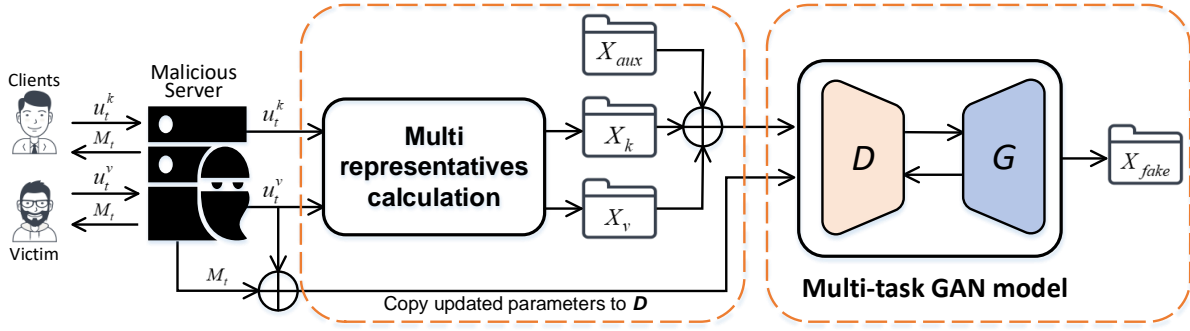 Clients
Malicious
Server
u_t^k
M_t
u_t^v
M_t
Victim
u_t^k
u_t^v
M_t
Multi
representatives
calculation
X_aux
X_k
X_v
Copy updated parameters to D
D
G
X_fake
Multi-task GAN model